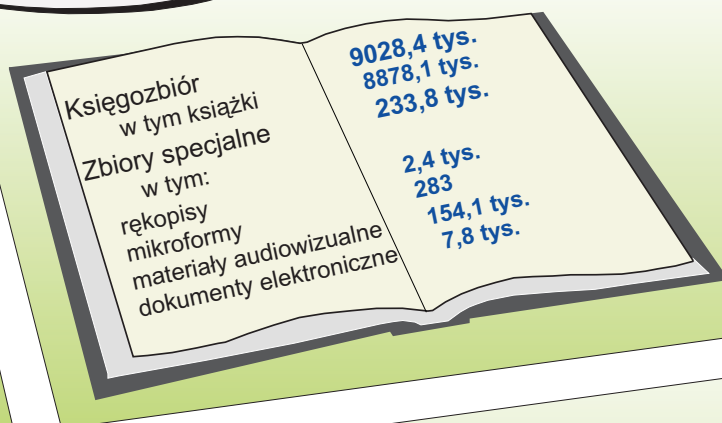 Księgozbiór 9028,4 tys.
w tym książki 8878,1 tys.
Zbiory specjalne 233,8 tys.
w tym:
rękopisy 2,4 tys.
mikroformy 283
materiały audiowizualne 154,1 tys.
dokumenty elektroniczne 7,8 tys.